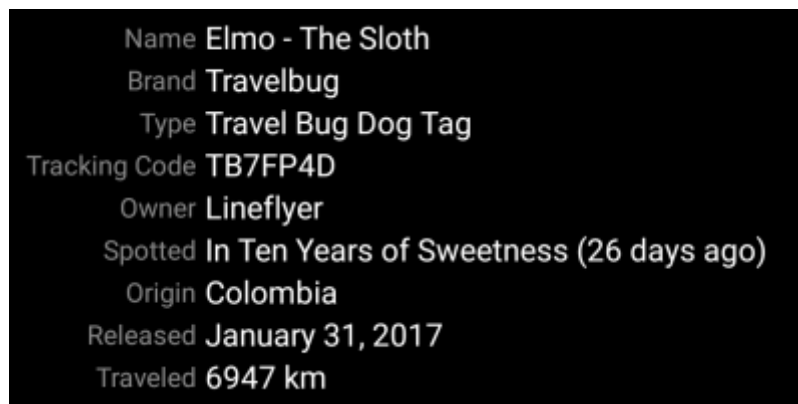 Name Elmo - The Sloth
Brand Travelbug
Type Travel Bug Dog Tag
Tracking Code TB7FP4D
Owner Lineflyer
Spotted In Ten Years of Sweetness (26 days ago)
Origin Colombia
Released January 31, 2017
Traveled 6947 km